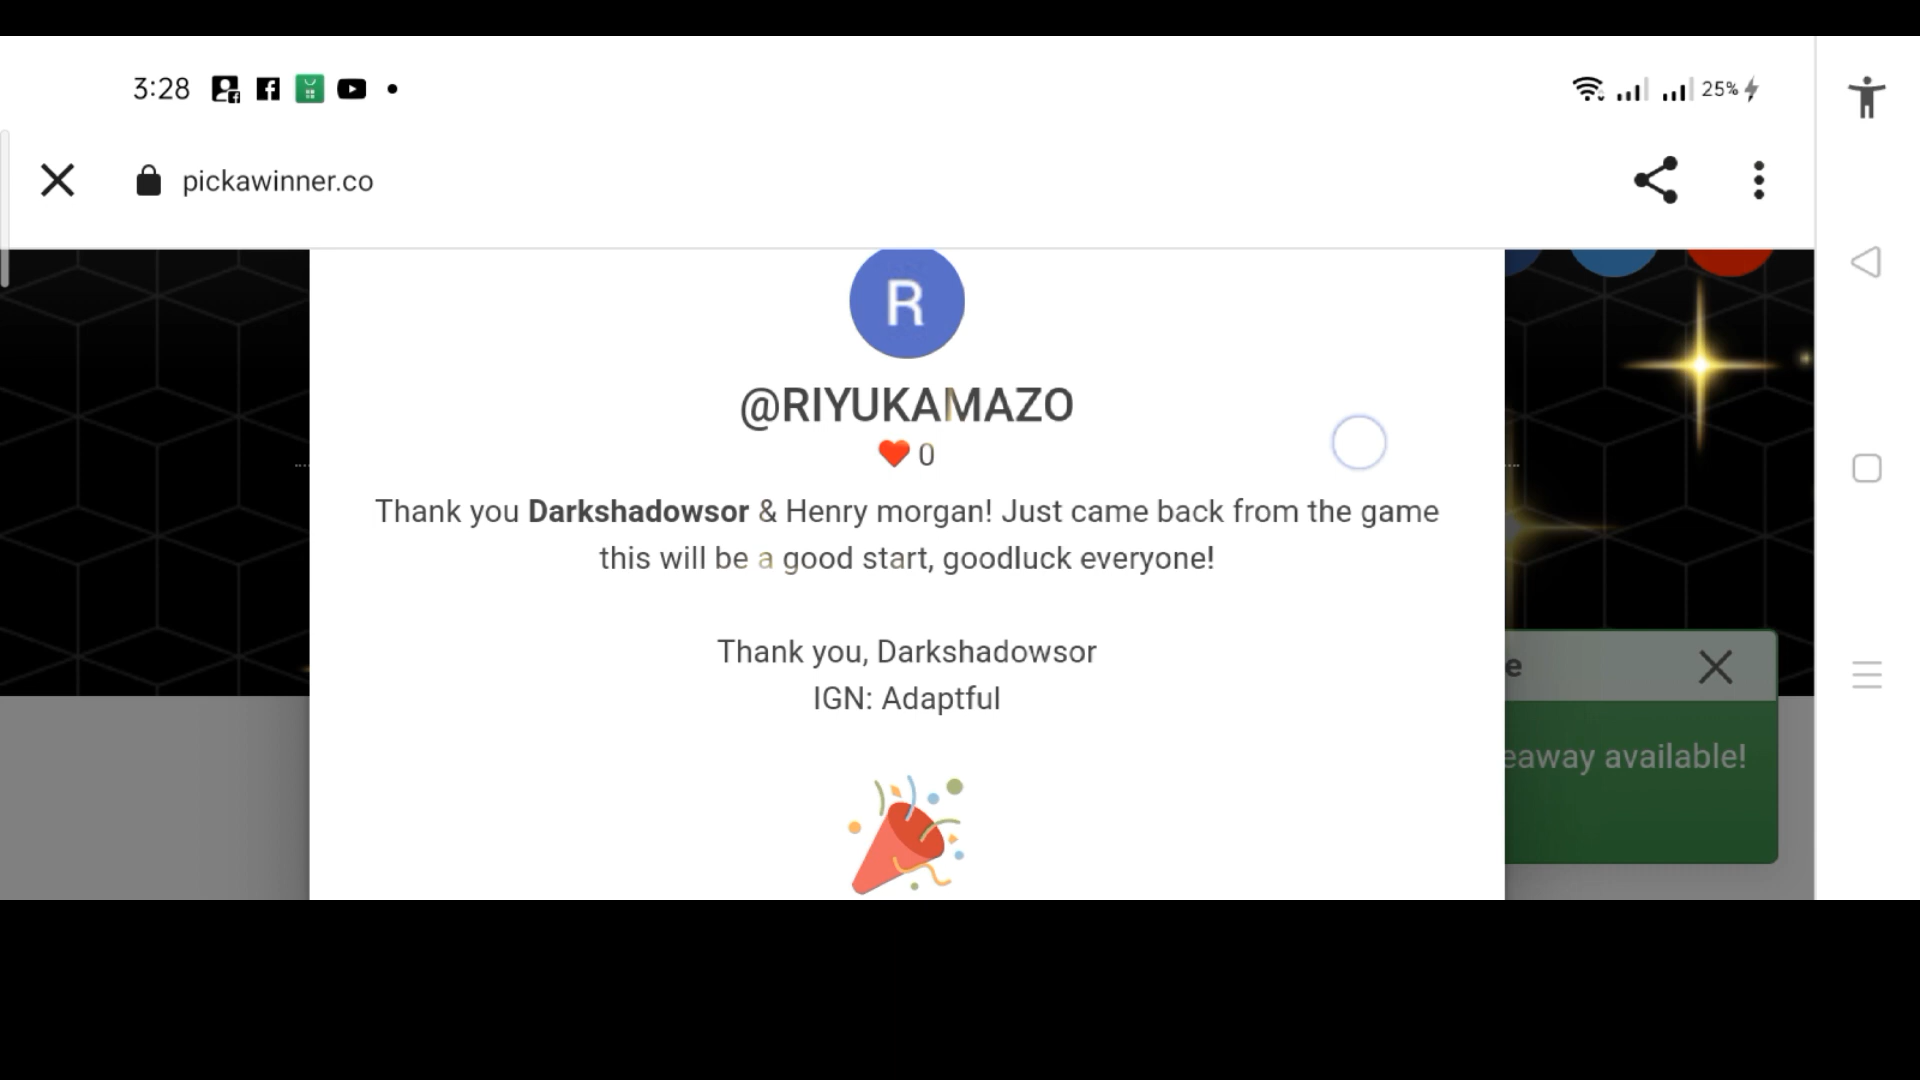 3:28
25%
pickawinner.co
R
@RIYUKAMAZO
0
Thank you Darkshadowsor & Henry morgan! Just came back from the game
this will be a good start, goodluck everyone!
Thank you, Darkshadowsor
IGN: Adaptful
e
eaway available!